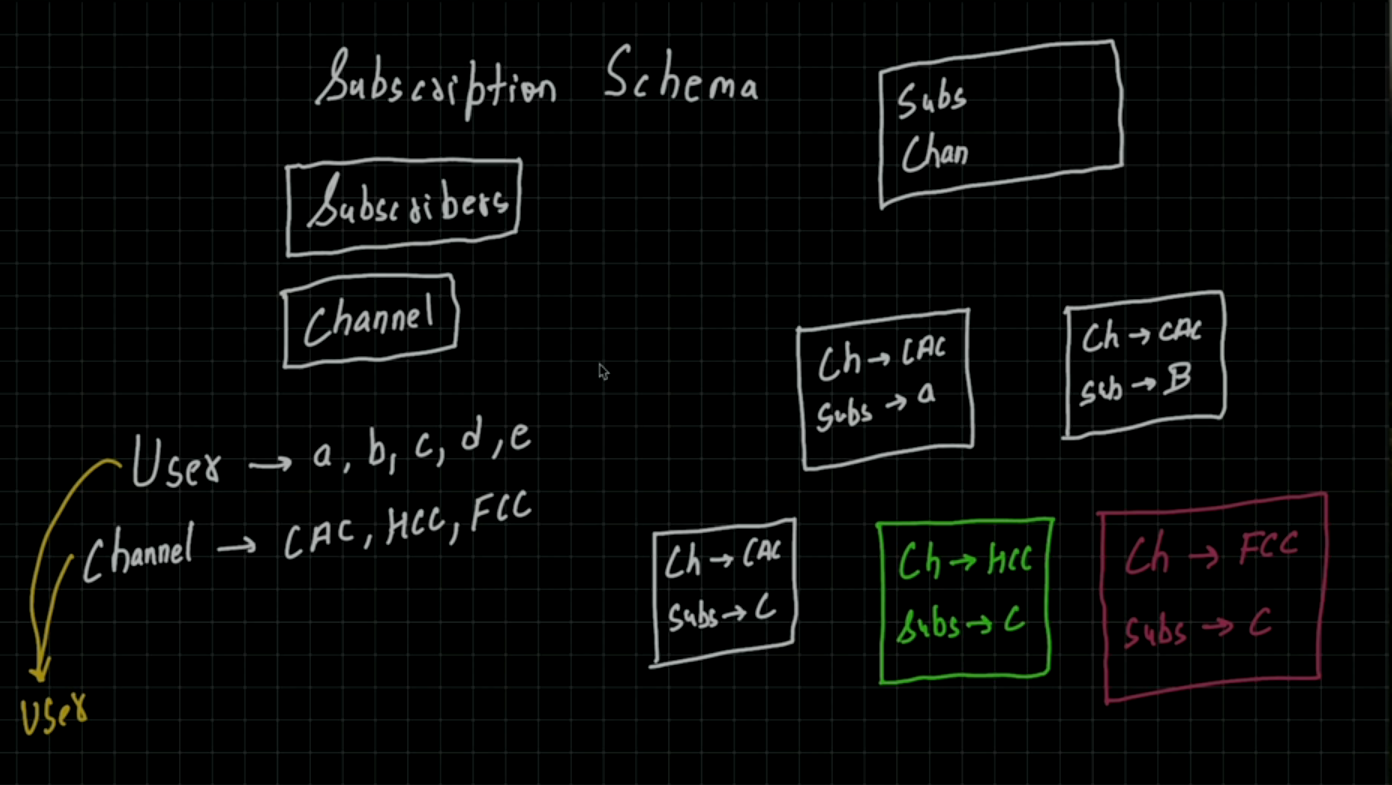 Subscription Schema
Subs
Chan
Subscribers
Channel
Ch → CAC
Subs → a
Ch → CAC
Sub → B
User → a, b, c, d, e
Channel → CAC, HCC, FCC
Ch → CAC
Subs → C
Ch → HCC
Subs → C
Ch → FCC
Subs → C
User